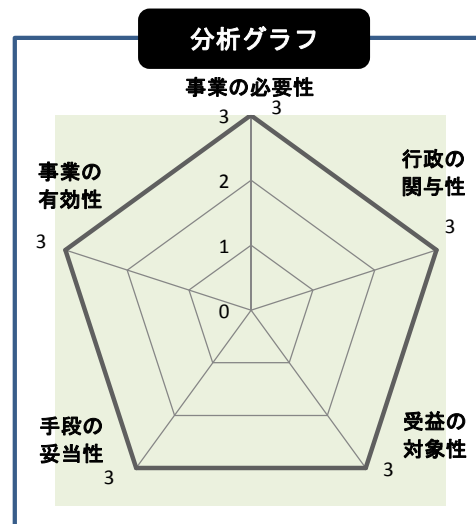 分析グラフ
事業の必要性
3
3
2
1
0
行政の
関与性
3
受益の
対象性
3
手段の
妥当性
3
事業の
有効性
3